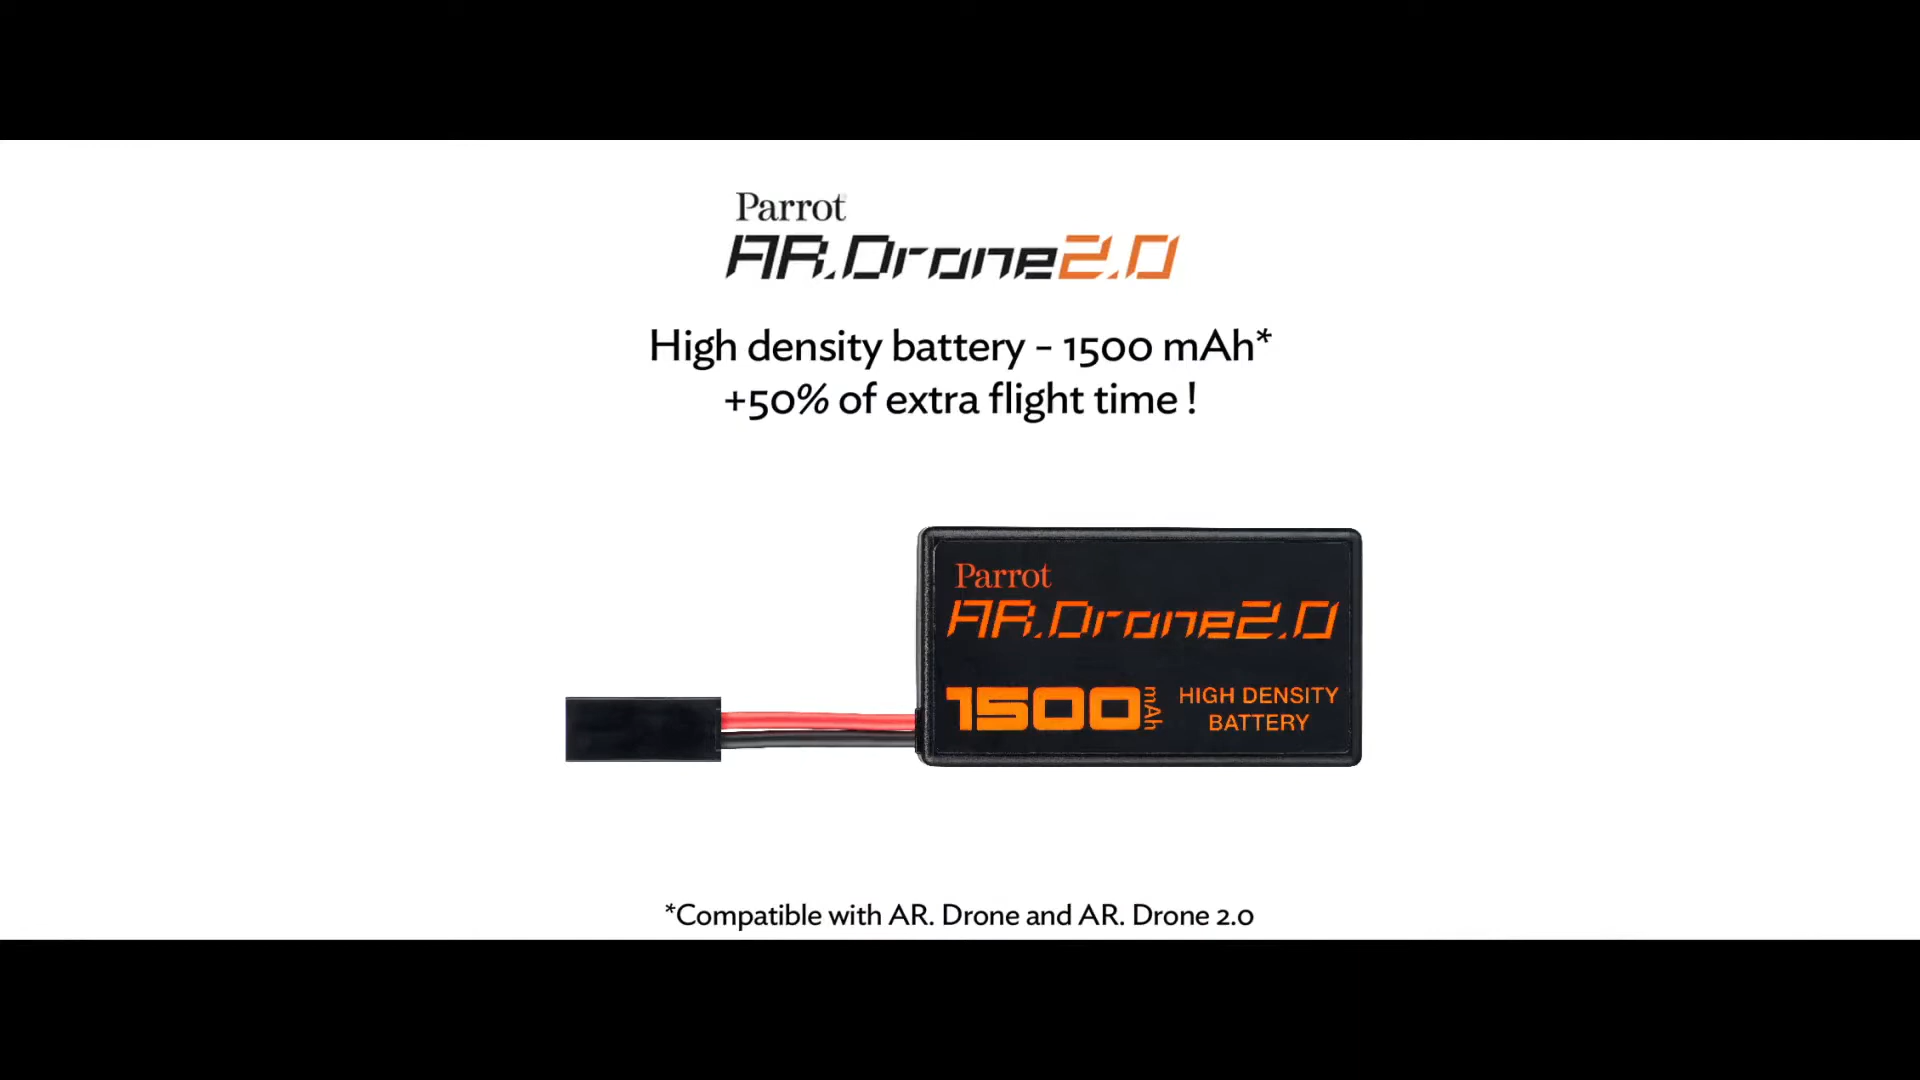 Parrot
AR.Drone2.0
High density battery - 1500 mAh*
+50% of extra flight time !
Parrot
AR.Drone2.0
1500 mAh
HIGH DENSITY
BATTERY
*Compatible with AR. Drone and AR. Drone 2.0